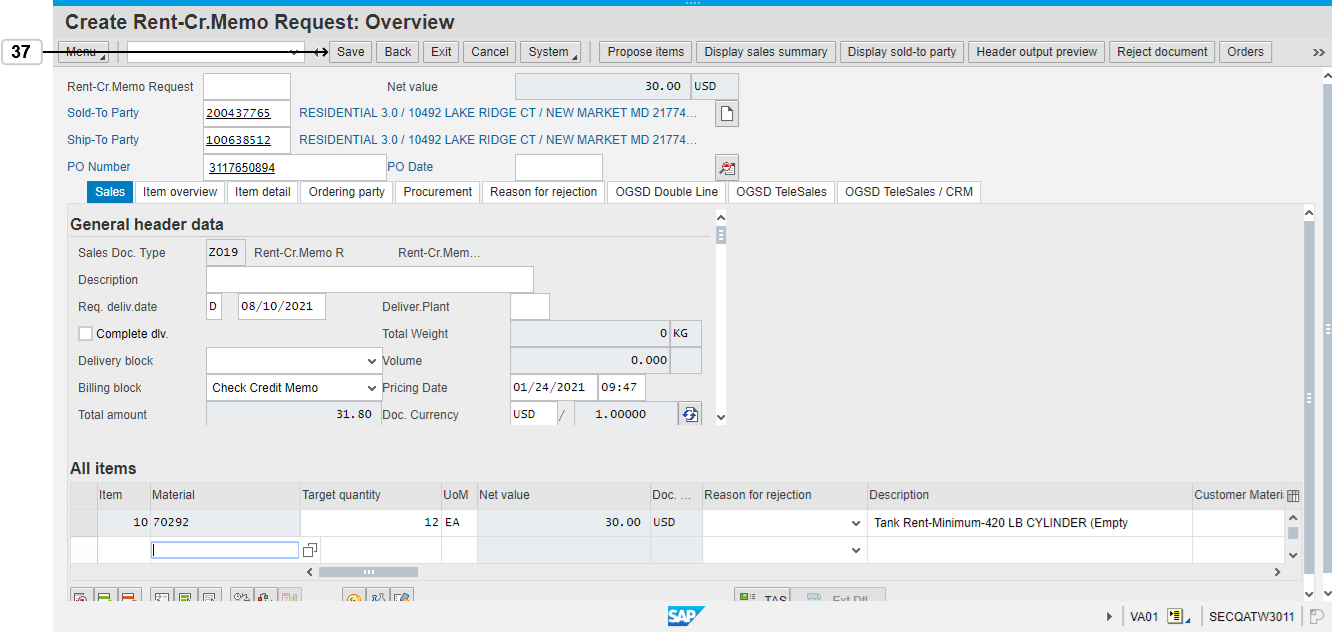 Create Rent-Cr.Memo Request: Overview
37
Menu Save Back Exit Cancel System Propose items Display sales summary Display sold-to party Header output preview Reject document Orders
Rent-Cr.Memo Request Net value 30.00 USD
Sold-To Party 200437765 RESIDENTIAL 3.0 / 10492 LAKE RIDGE CT / NEW MARKET MD 21774...
Ship-To Party 100638512 RESIDENTIAL 3.0 / 10492 LAKE RIDGE CT / NEW MARKET MD 21774...
PO Number 3117650894 PO Date
Sales Item overview Item detail Ordering party Procurement Reason for rejection OGSD Double Line OGSD TeleSales OGSD TeleSales / CRM
General header data
Sales Doc. Type ZO19 Rent-Cr.Memo R Rent-Cr.Mem...
Description
Req. deliv.date D 08/10/2021 Deliver.Plant
Complete dlv. Total Weight 0 KG
Delivery block Volume 0.000
Billing block Check Credit Memo Pricing Date 01/24/2021 09:47
Total amount 31.80 Doc. Currency USD / 1.00000
All items
Item Material Target quantity UoM Net value Doc. ... Reason for rejection Description Customer Materi
10 70292 12 EA 30.00 USD Tank Rent-Minimum-420 LB CYLINDER (Empty
TAS Ext Dtl
SAP VA01 SECQATW3011